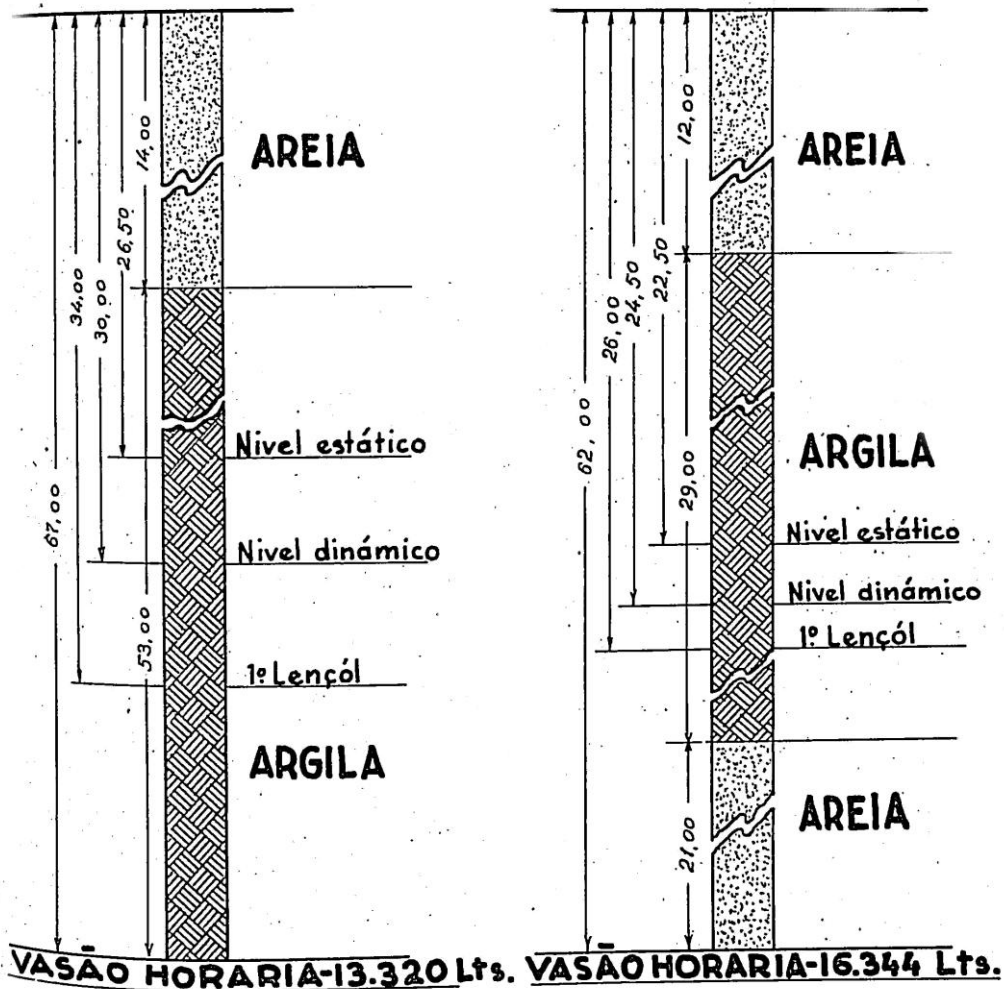 67,00
34,00
30,00
26,50
14,00
53,00
AREIA
Nivel estático
Nivel dinámico
1º Lençól
ARGILA
VASÃO HORARIA-13.320 Lts.
62,00
26,00
24,50
22,50
12,00
29,00
21,00
AREIA
ARGILA
Nivel estático
Nivel dinámico
1º Lençól
AREIA
VASÃO HORARIA-16.344 Lts.